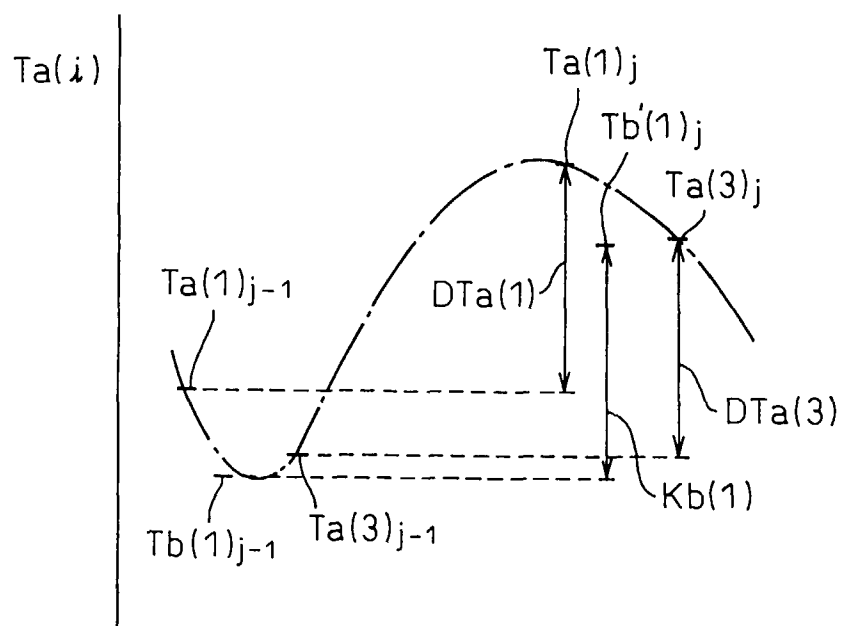 Ta(1)j
Ta(i)
Tb'(1)j
Ta(3)j
Ta(1)j-1
DTa(1)
DTa(3)
Kb(1)
Ta(3)j-1
Tb(1)j-1